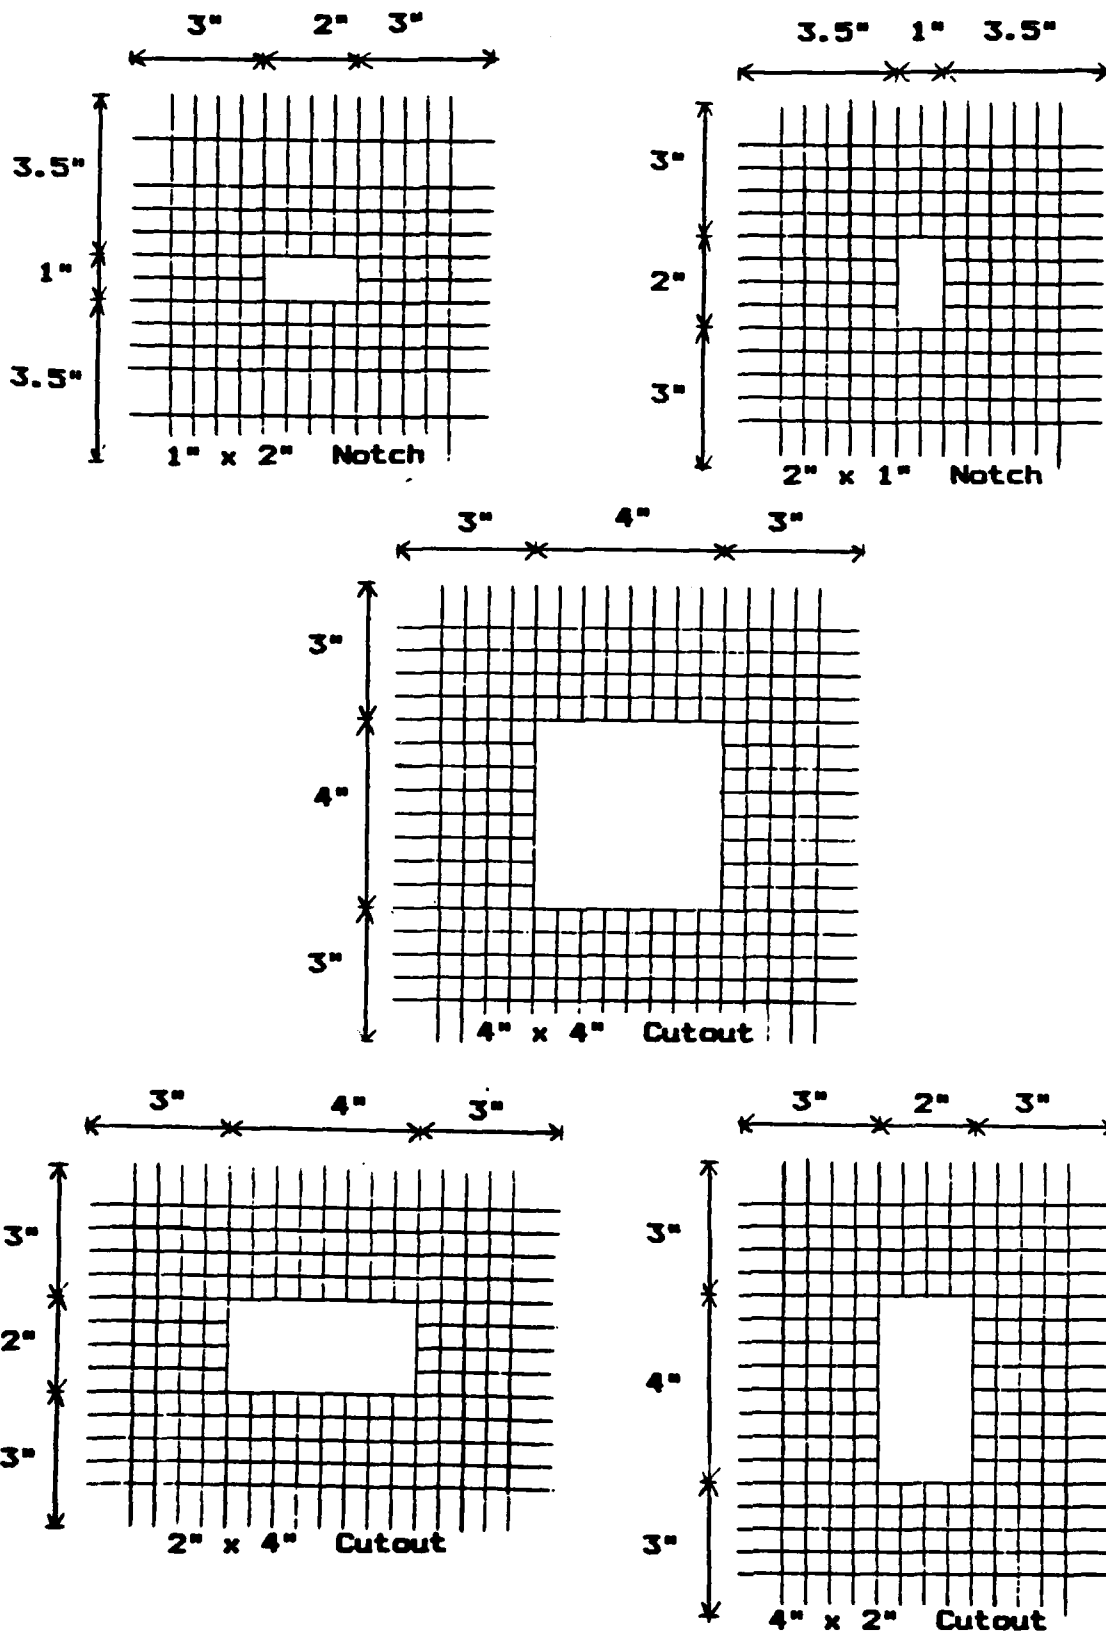 3" 2" 3"
3.5"
1"
3.5"
1" x 2" Notch
3.5" 1" 3.5"
3"
2"
3"
2" x 1" Notch
3" 4" 3"
3"
4"
3"
4" x 4" Cutout
3" 4" 3"
3"
2"
3"
2" x 4" Cutout
3" 2" 3"
3"
4"
3"
4" x 2" Cutout